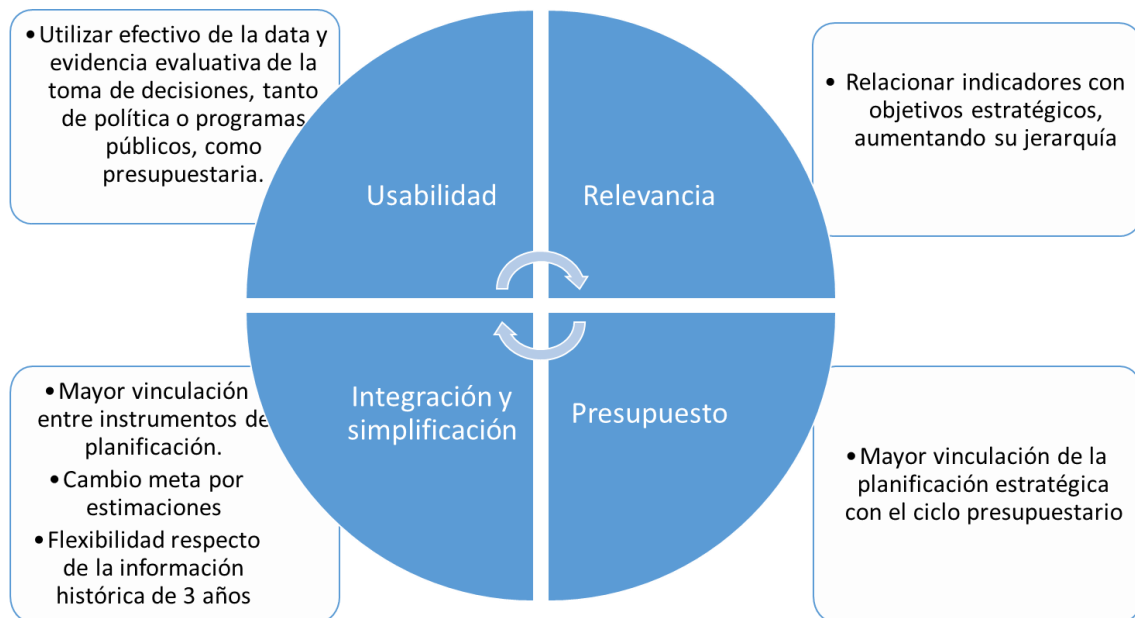 •Utilizar efectivo de la data y
evidencia evaluativa de la
toma de decisiones, tanto
de política o programas
públicos, como
presupuestaria.
Usabilidad
Relevancia
• Relacionar indicadores con
objetivos estratégicos,
aumentando su jerarquía
•Mayor vinculación
entre instrumentos de
planificación.
•Cambio meta por
estimaciones
•Flexibilidad respecto
de la información
histórica de 3 años
Integración y
simplificación
Presupuesto
•Mayor vinculación de la
planificación estratégica
con el ciclo presupuestario